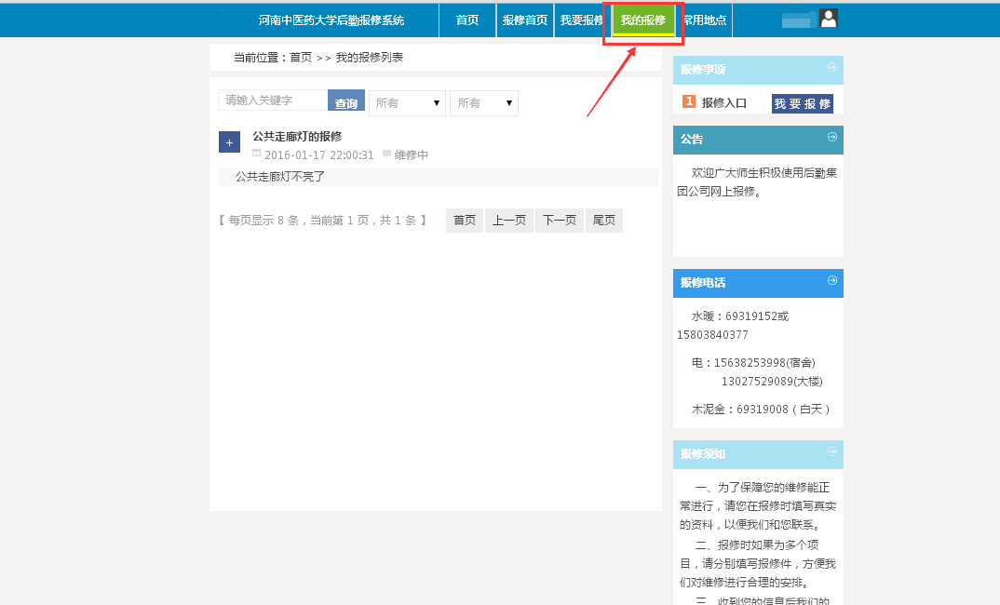 河南中医药大学后勤报修系统 首页 报修首页 我要报修 我的报修 常用地点
当前位置：首页 >> 我的报修列表
请输入关键字 查询 所有 ▼ 所有 ▼
+ 公共走廊灯的报修
2016-01-17 22:00:31 维修中
公共走廊灯不亮了
【 每页显示 8 条，当前第 1 页，共 1 条 】 首页 上一页 下一页 尾页
报修事项
1 报修入口 我要报修
公告
欢迎广大师生积极使用后勤集
团公司网上报修。
报修电话
水暖：69319152或
15803840377
电：15638253998(宿舍)
13027529089(大楼)
木泥金：69319008（白天）
报修须知
一、为了保障您的维修能正
常进行，请您在报修时填写真实
的资料，以便我们和您联系。
二、报修时如果为多个项
目，请分别填写报修件，方便我
们对维修进行合理的安排。
三、收到您的信息后我们的